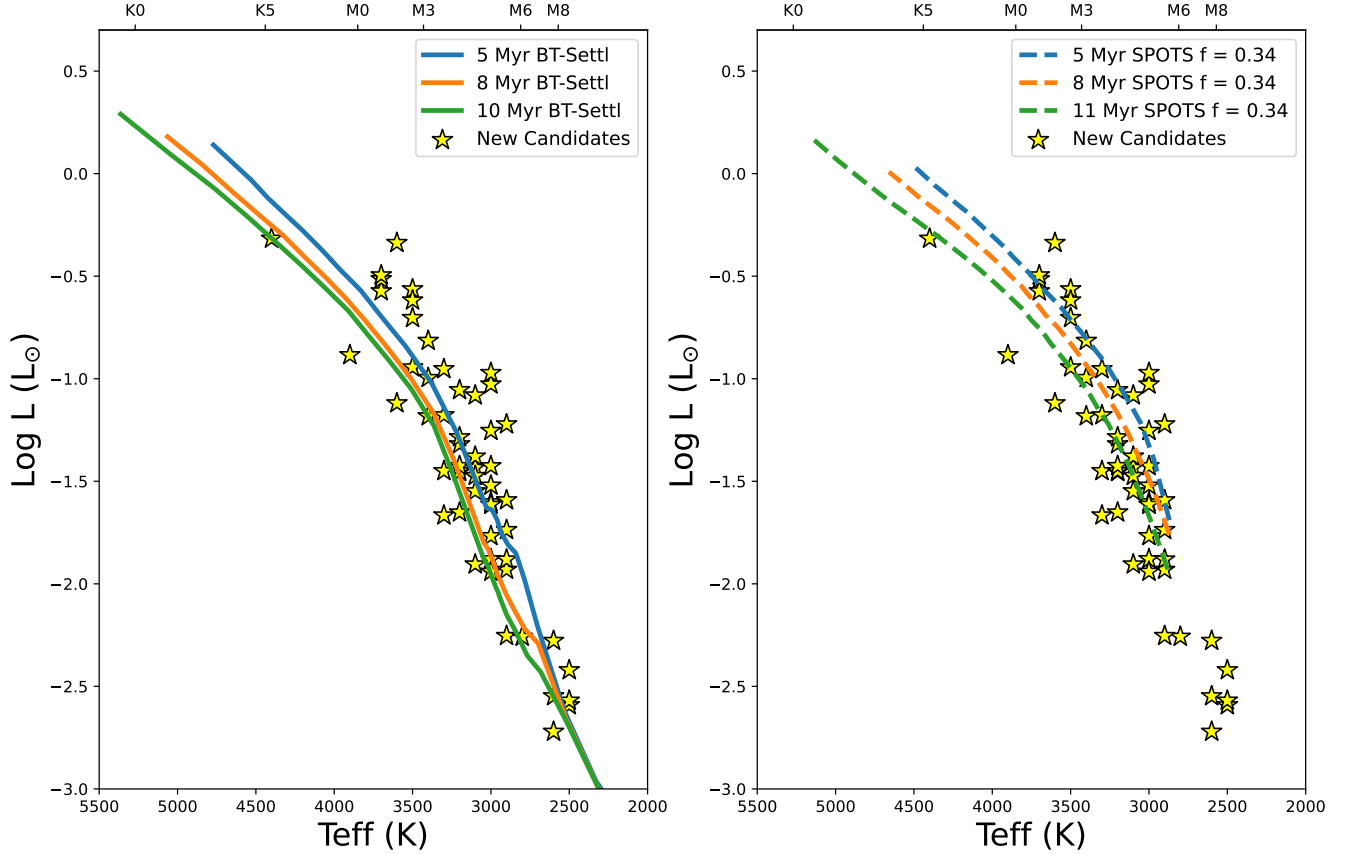 K0 K5 M0 M3 M6 M8
5 Myr BT-Settl
8 Myr BT-Settl
10 Myr BT-Settl
New Candidates
0.5
0.0
−0.5
−1.0
−1.5
−2.0
−2.5
−3.0
Log L (L⊙)
5500 5000 4500 4000 3500 3000 2500 2000
Teff (K)
K0 K5 M0 M3 M6 M8
5 Myr SPOTS f = 0.34
8 Myr SPOTS f = 0.34
11 Myr SPOTS f = 0.34
New Candidates
0.5
0.0
−0.5
−1.0
−1.5
−2.0
−2.5
−3.0
Log L (L⊙)
5500 5000 4500 4000 3500 3000 2500 2000
Teff (K)